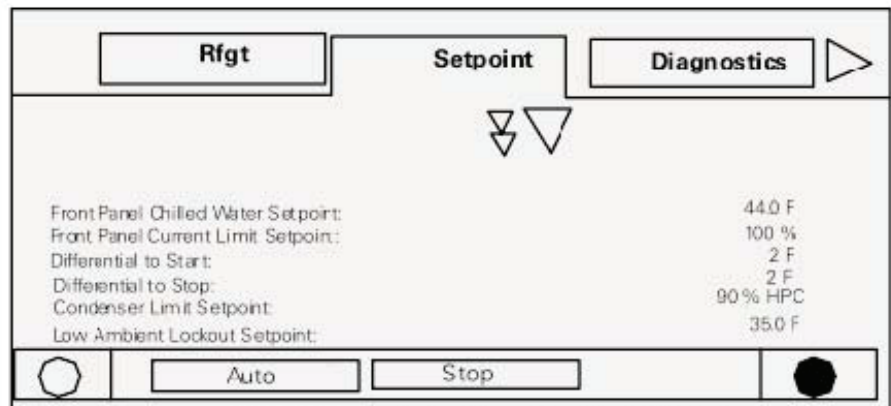 Rfgt Setpoint Diagnostics
Front Panel Chilled Water Setpoint: 44.0 F
Front Panel Current Limit Setpoint: 100 %
Differential to Start: 2 F
Differential to Stop: 2 F
Condenser Limit Setpoint: 90 % HPC
Low Ambient Lockout Setpoint: 35.0 F
Auto Stop